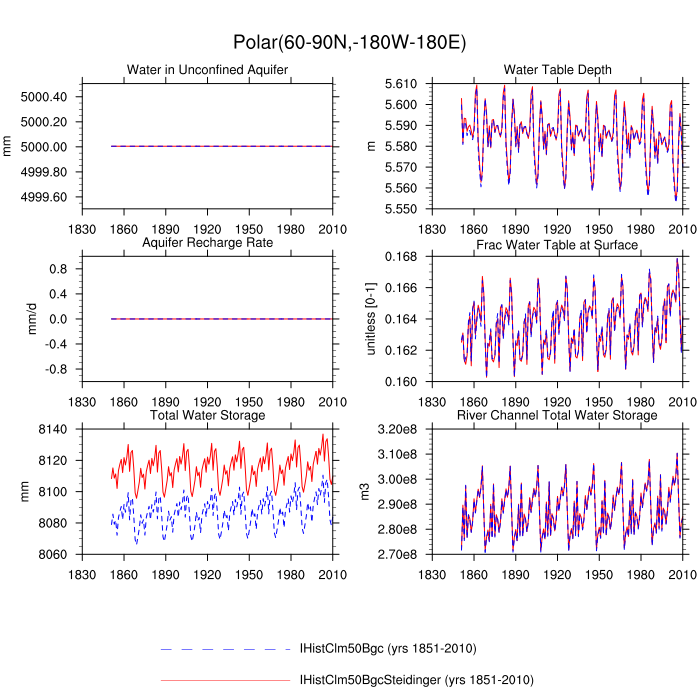 Polar(60-90N,-180W-180E)
Water in Unconfined Aquifer
Water Table Depth
mm
5000.40
5000.20
5000.00
4999.80
4999.60
1830 1860 1890 1920 1950 1980 2010
m
5.610
5.600
5.590
5.580
5.570
5.560
5.550
1830 1860 1890 1920 1950 1980 2010
Aquifer Recharge Rate
Frac Water Table at Surface
mm/d
0.8
0.4
0.0
-0.4
-0.8
1830 1860 1890 1920 1950 1980 2010
unitless [0-1]
0.168
0.166
0.164
0.162
0.160
1830 1860 1890 1920 1950 1980 2010
Total Water Storage
River Channel Total Water Storage
mm
8140
8120
8100
8080
8060
1830 1860 1890 1920 1950 1980 2010
m3
3.20e8
3.10e8
3.00e8
2.90e8
2.80e8
2.70e8
1830 1860 1890 1920 1950 1980 2010
IHistClm50Bgc (yrs 1851-2010)
IHistClm50BgcSteidinger (yrs 1851-2010)